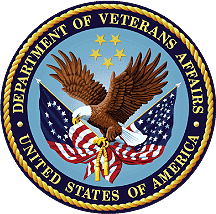 DEPARTMENT OF VETERANS AFFAIRS
UNITED STATES OF AMERICA